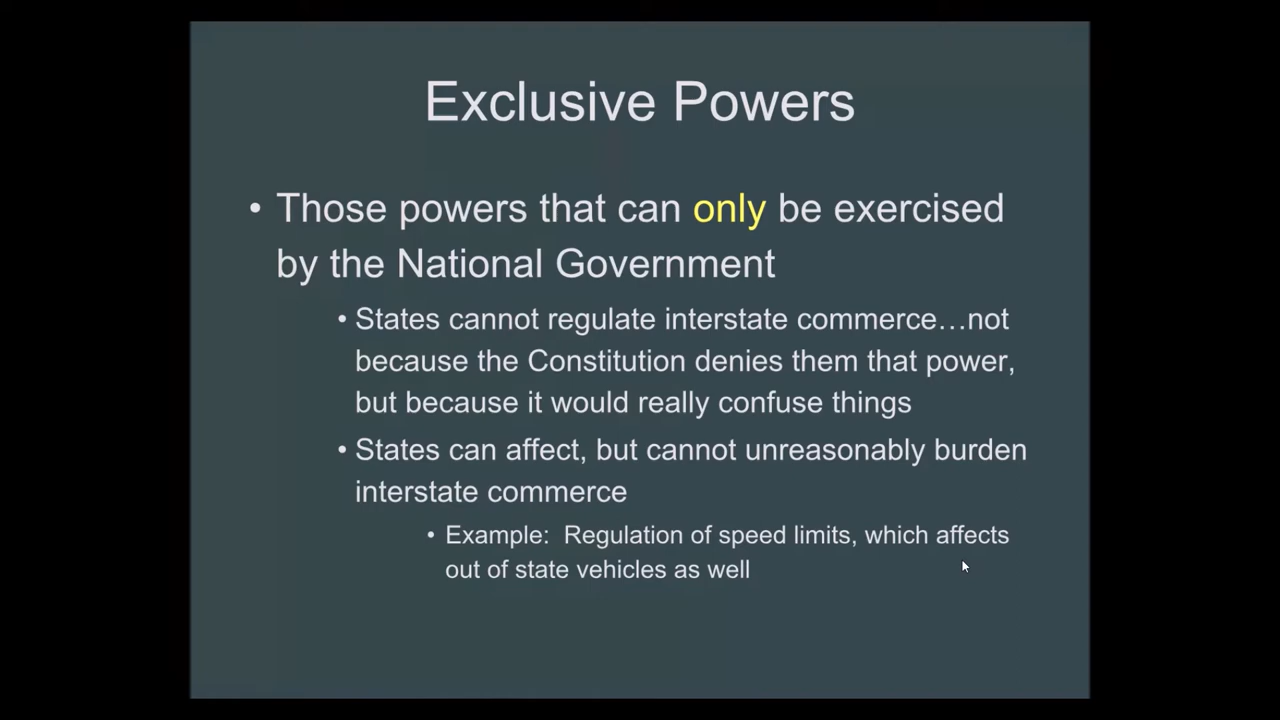 Exclusive Powers
• Those powers that can only be exercised
by the National Government
• States cannot regulate interstate commerce…not
because the Constitution denies them that power,
but because it would really confuse things
• States can affect, but cannot unreasonably burden
interstate commerce
• Example:  Regulation of speed limits, which affects
out of state vehicles as well